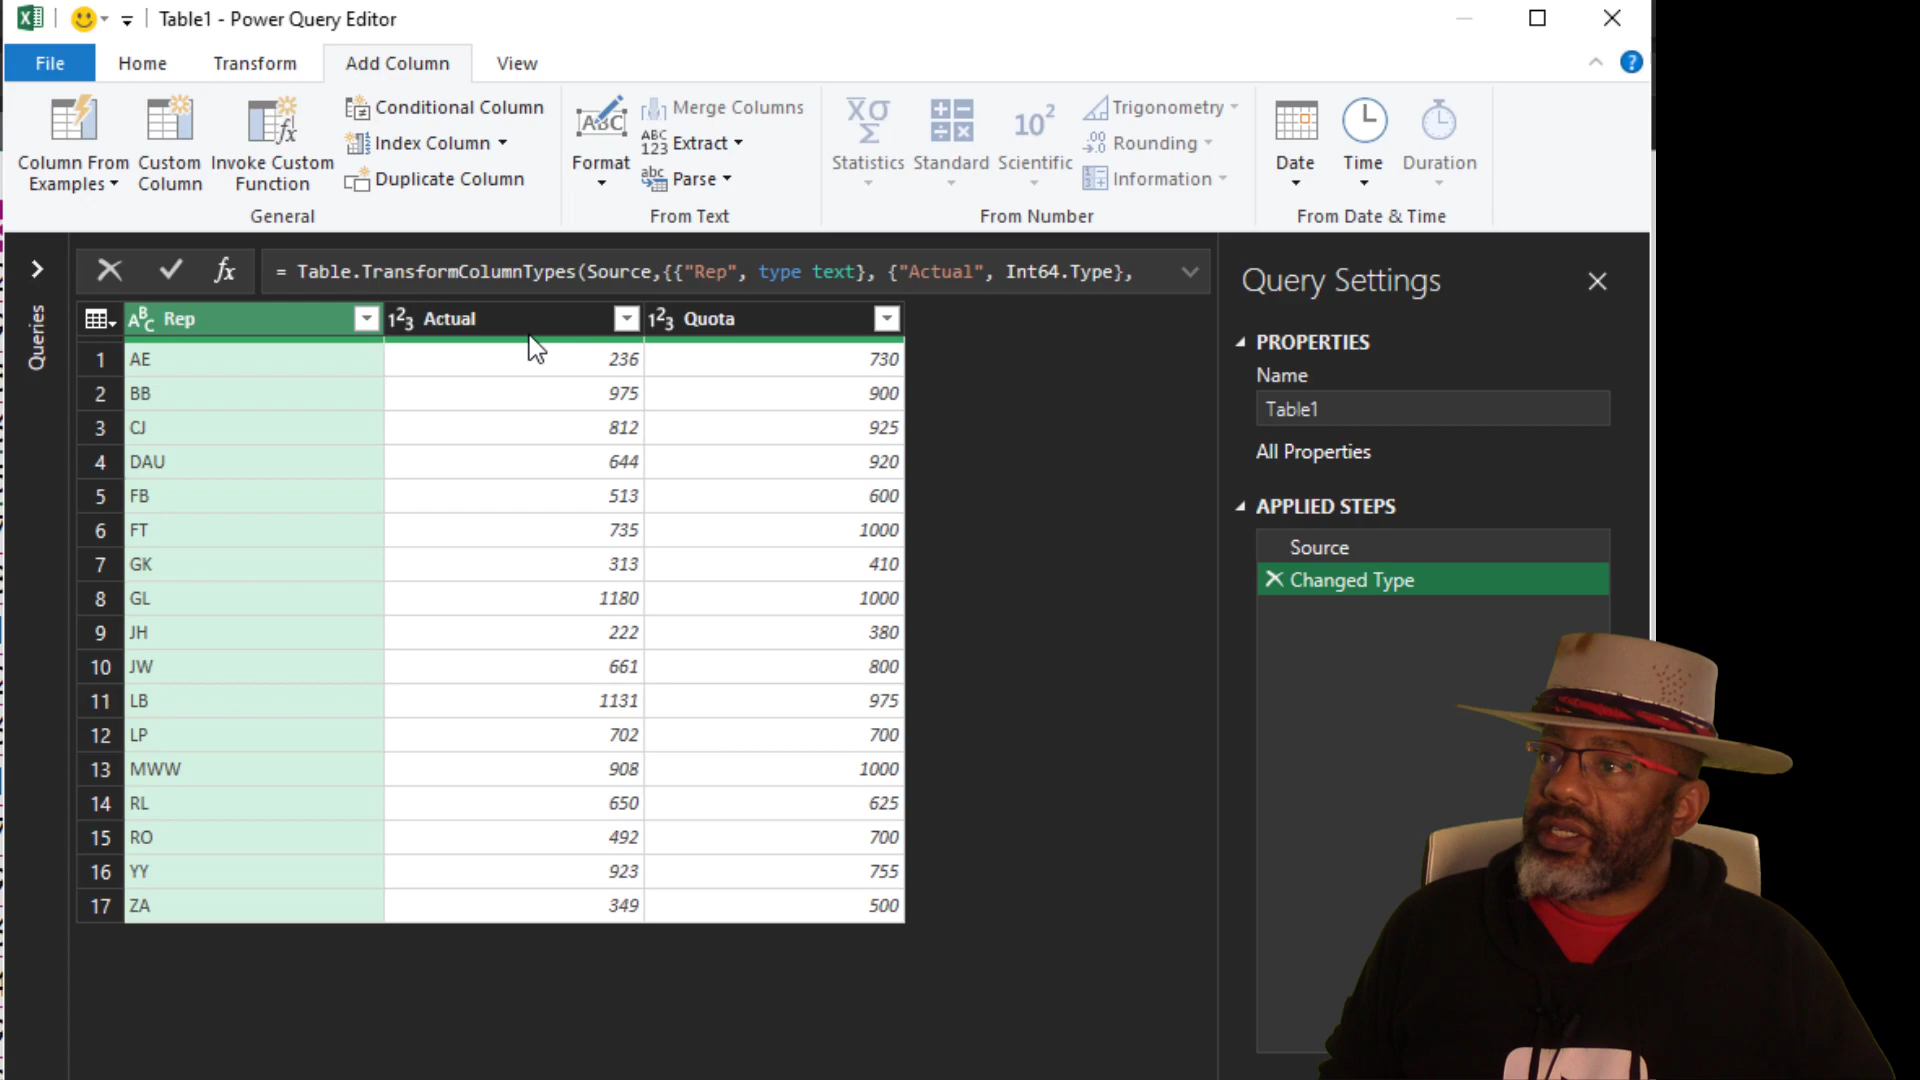 Table1 - Power Query Editor
File Home Transform Add Column View
Column From Examples
Custom Column
Invoke Custom Function
Conditional Column
Index Column
Duplicate Column
General
Format
Merge Columns
Extract
Parse
From Text
Statistics
Standard
Scientific
Trigonometry
Rounding
Information
From Number
Date
Time
Duration
From Date & Time
Queries
= Table.TransformColumnTypes(Source,{{"Rep", type text}, {"Actual", Int64.Type},
Rep Actual Quota
1 AE 236 730
2 BB 975 900
3 CJ 812 925
4 DAU 644 920
5 FB 513 600
6 FT 735 1000
7 GK 313 410
8 GL 1180 1000
9 JH 222 380
10 JW 661 800
11 LB 1131 975
12 LP 702 700
13 MWW 908 1000
14 RL 650 625
15 RO 492 700
16 YY 923 755
17 ZA 349 500
Query Settings
PROPERTIES
Name
Table1
All Properties
APPLIED STEPS
Source
Changed Type